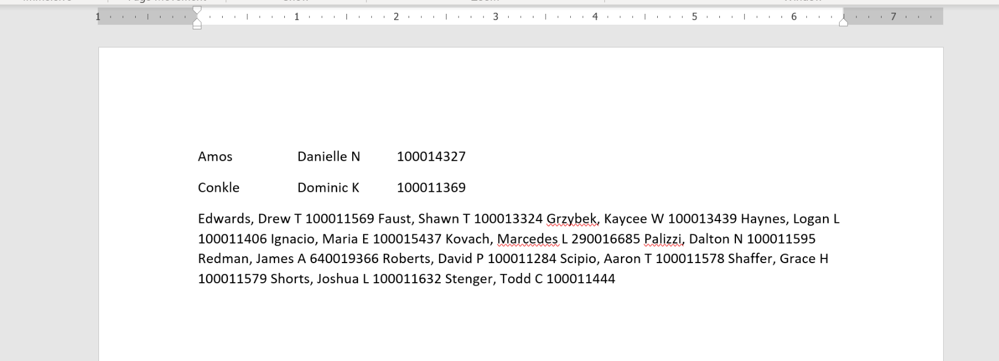 1 1 2 3 4 5 6 7
Amos Danielle N 100014327
Conkle Dominic K 100011369
Edwards, Drew T 100011569 Faust, Shawn T 100013324 Grzybek, Kaycee W 100013439 Haynes, Logan L
100011406 Ignacio, Maria E 100015437 Kovach, Marcedes L 290016685 Palizzi, Dalton N 100011595
Redman, James A 640019366 Roberts, David P 100011284 Scipio, Aaron T 100011578 Shaffer, Grace H
100011579 Shorts, Joshua L 100011632 Stenger, Todd C 100011444